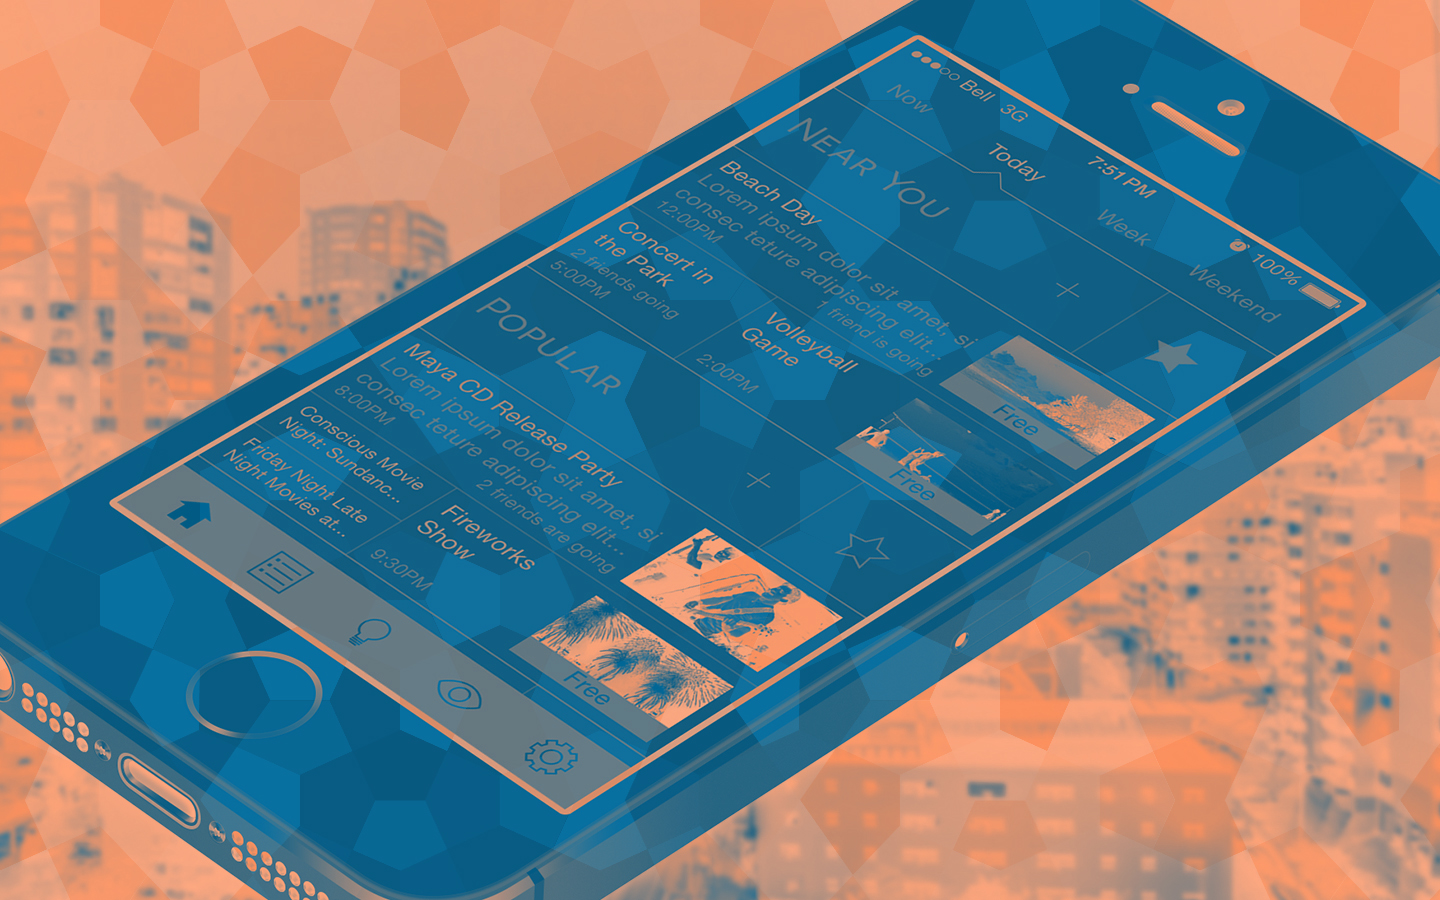 Bell 3G
7:51 PM
100%
Now
Today
Week
Weekend
NEAR YOU
Beach Day
Lorem ipsum dolor sit amet, si
consec teture adipiscing elit...
12:00PM
1 friend is going
Free
Concert in
the Park
2 friends going
5:00PM
Volleyball
Game
2:00PM
Free
POPULAR
Maya CD Release Party
Lorem ipsum dolor sit amet, si
consec teture adipiscing elit...
8:00PM
2 friends are going
Conscious Movie
Night: Sundanc...
Friday Night Late
Night Movies at...
Fireworks
Show
9:30PM
Free